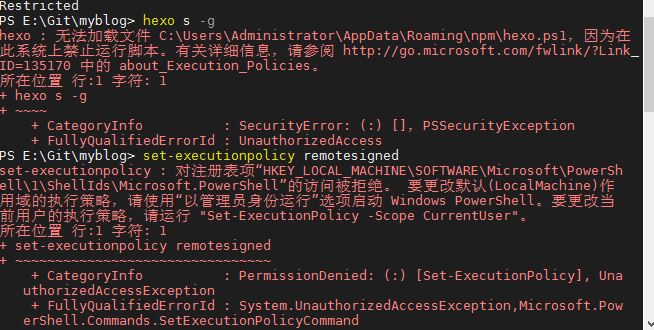 Restricted
PS E:\Git\myblog> hexo s -g
hexo : 无法加载文件 C:\Users\Administrator\AppData\Roaming\npm\hexo.ps1，因为在
此系统上禁止运行脚本。有关详细信息，请参阅 http://go.microsoft.com/fwlink/?Link_
ID=135170 中的 about_Execution_Policies。
所在位置 行:1 字符: 1
+ hexo s -g
+ ~~~~
    + CategoryInfo          : SecurityError: (:) []，PSSecurityException
    + FullyQualifiedErrorId : UnauthorizedAccess
PS E:\Git\myblog> set-executionpolicy remotesigned
set-executionpolicy : 对注册表项“HKEY_LOCAL_MACHINE\SOFTWARE\Microsoft\PowerSh
ell\1\ShellIds\Microsoft.PowerShell”的访问被拒绝。 要更改默认(LocalMachine)作
用域的执行策略，请使用“以管理员身份运行”选项启动 Windows PowerShell。要更改当
前用户的执行策略，请运行 "Set-ExecutionPolicy -Scope CurrentUser"。
所在位置 行:1 字符: 1
+ set-executionpolicy remotesigned
+ ~~~~~~~~~~~~~~~~~~~~~~~~~~~~~~~~
    + CategoryInfo          : PermissionDenied: (:) [Set-ExecutionPolicy], Una
   uthorizedAccessException
    + FullyQualifiedErrorId : System.UnauthorizedAccessException,Microsoft.Pow
   erShell.Commands.SetExecutionPolicyCommand